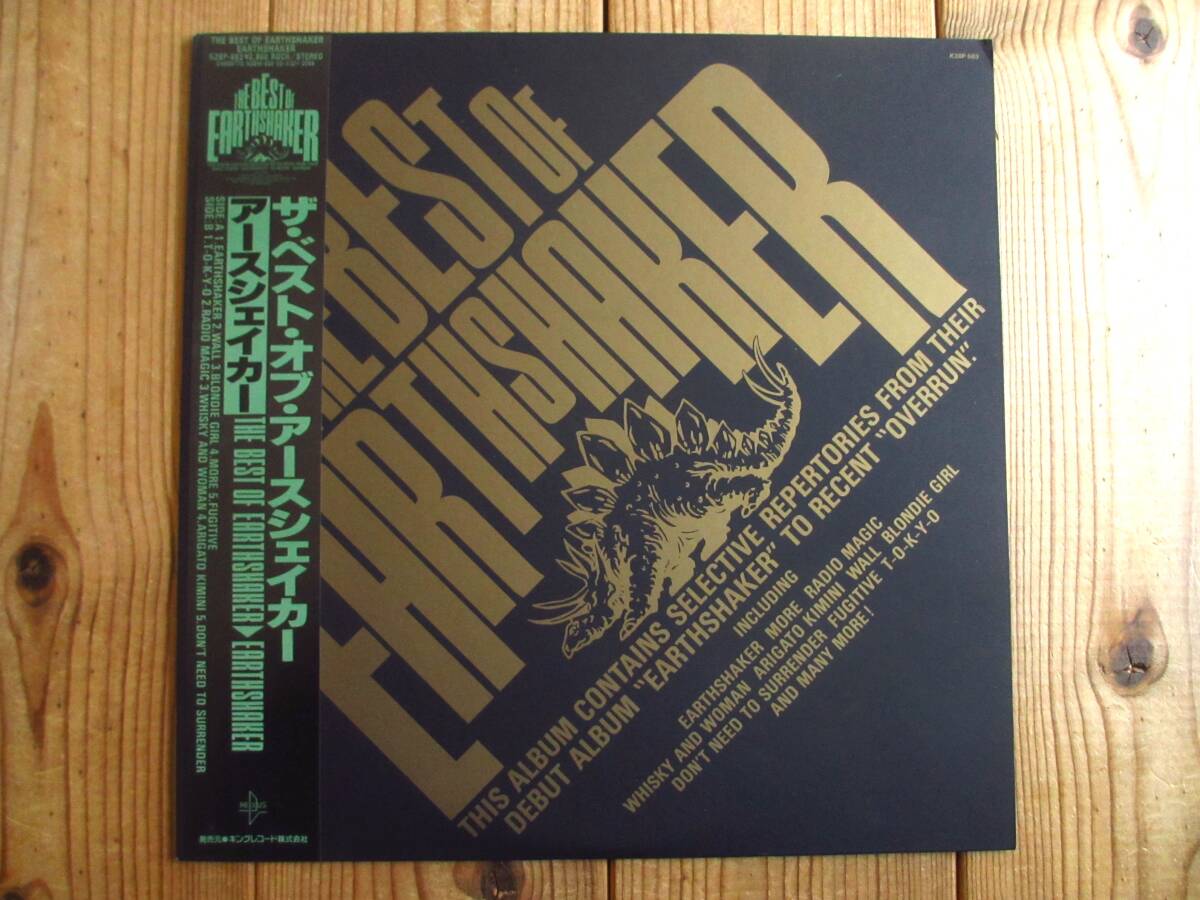 THE BEST OF EARTHSHAKER
EARTHSHAKER
THE BEST OF
EARTHSHAKER
ザ・ベスト・オブ・アースシェイカー
アースシェイカー
THE BEST OF EARTHSHAKER▶EARTHSHAKER
SIDE:A 1.EARTHSHAKER 2.WALL 3.BLONDIE GIRL 4.MORE 5.FUGITIVE
SIDE:B 1.T-O-K-Y-O 2.RADIO MAGIC 3.WHISKY AND WOMAN 4.ARIGATO KIMINI 5.DON'T NEED TO SURRENDER
NEXUS
発売元●キングレコード株式会社
THE BEST OF
EARTHSHAKER
THIS ALBUM CONTAINS SELECTIVE REPERTORIES FROM THEIR
DEBUT ALBUM "EARTHSHAKER" TO RECENT "OVERRUN".
INCLUDING
EARTHSHAKER MORE RADIO MAGIC
WHISKY AND WOMAN ARIGATO KIMINI WALL BLONDIE GIRL
DON'T NEED TO SURRENDER FUGITIVE T-O-K-Y-O
AND MANY MORE!